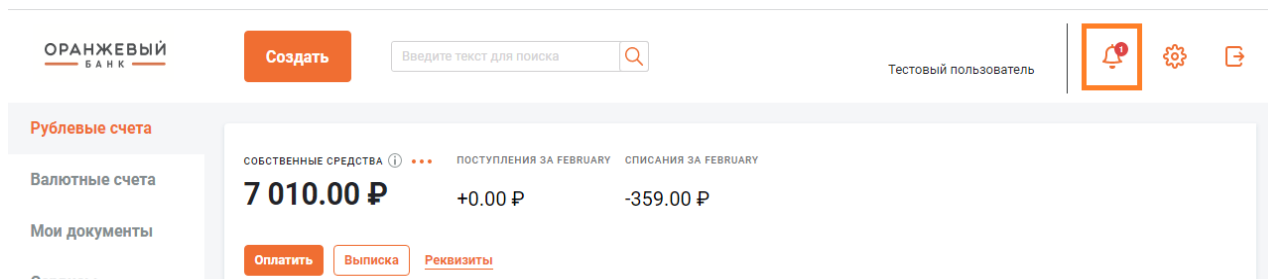 ОРАНЖЕВЫЙ
БАНК
Создать
Введите текст для поиска
Тестовый пользователь
1
Рублевые счета
Валютные счета
Мои документы
СОБСТВЕННЫЕ СРЕДСТВА
ПОСТУПЛЕНИЯ ЗА FEBRUARY
СПИСАНИЯ ЗА FEBRUARY
7 010.00 ₽
+0.00 ₽
-359.00 ₽
Оплатить
Выписка
Реквизиты